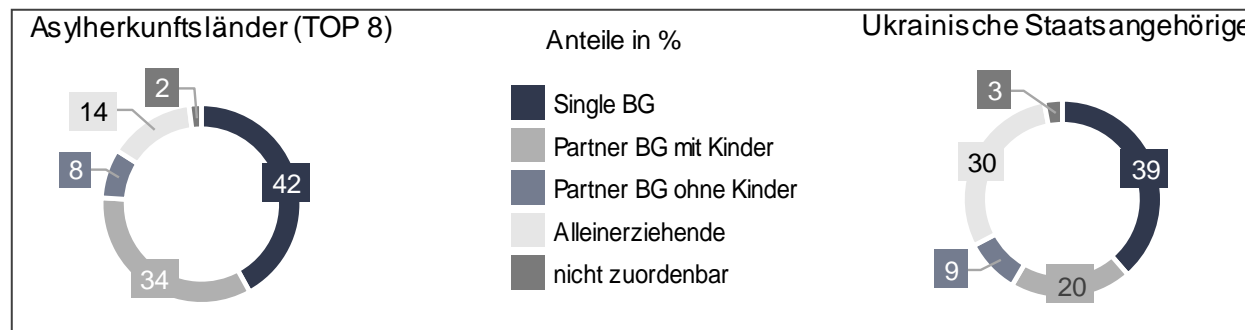 Asylherkunftsländer (TOP 8)
2
14
8
42
34
Anteile in %
Single BG
Partner BG mit Kinder
Partner BG ohne Kinder
Alleinerziehende
nicht zuordenbar
Ukrainische Staatsangehörige
3
30
39
9
20